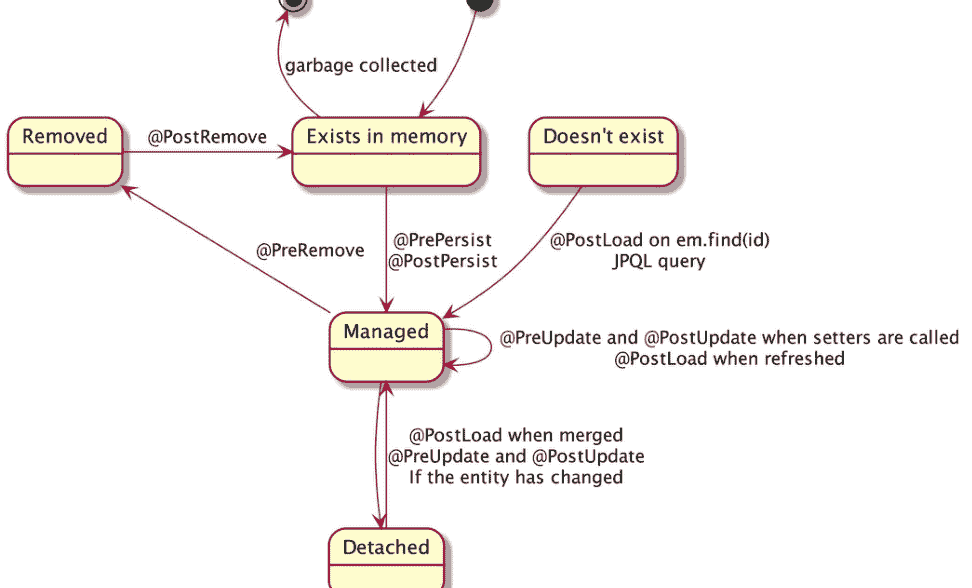 garbage collected
Removed
@PostRemove
Exists in memory
Doesn't exist
@PreRemove
@PrePersist
@PostPersist
@PostLoad on em.find(id)
JPQL query
Managed
@PreUpdate and @PostUpdate when setters are called
@PostLoad when refreshed
@PostLoad when merged
@PreUpdate and @PostUpdate
If the entity has changed
Detached